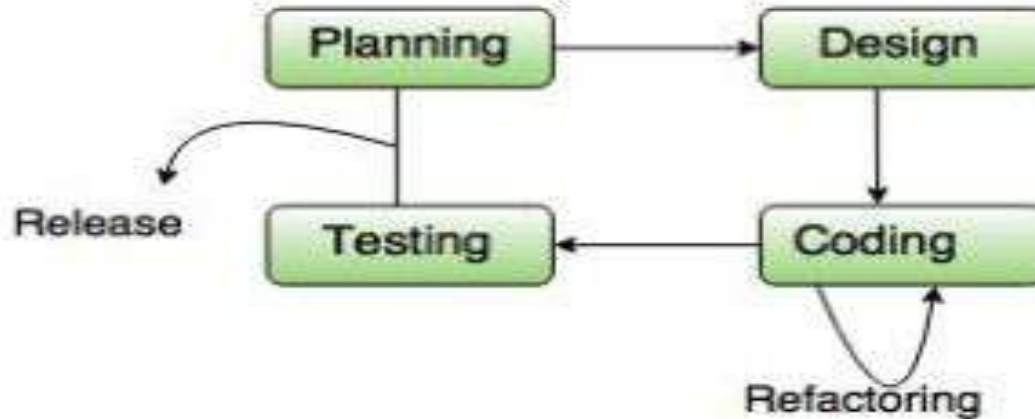 Planning
Design
Release
Testing
Coding
Refactoring